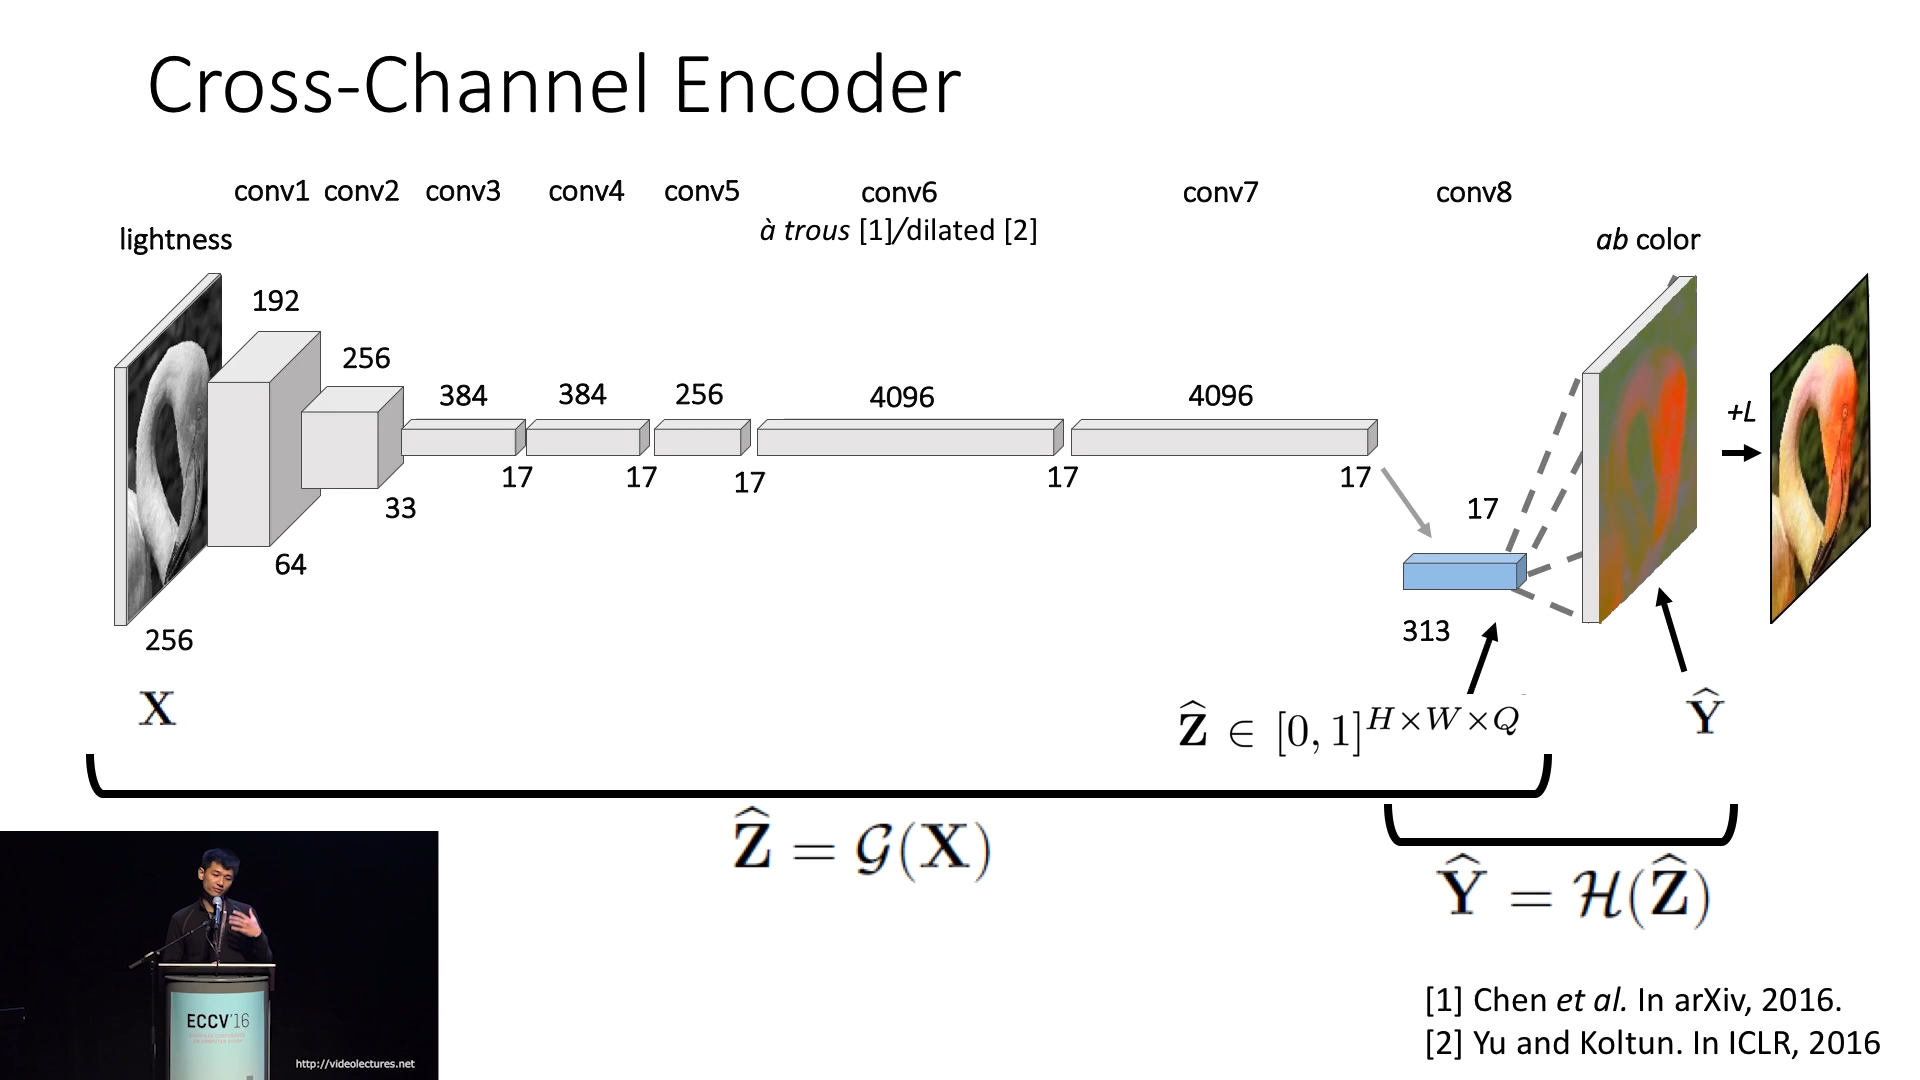 Cross-Channel Encoder
conv1 conv2 conv3 conv4 conv5 conv6 conv7 conv8
à trous [1]/dilated [2]
lightness
ab color
192
256
384
384
256
4096
4096
+L
17
17
17
17
17
17
33
64
313
256
X
Ẑ ∈ [0, 1]^{H×W×Q}
Ŷ
Ẑ = 𝒢(X)
Ŷ = ℋ(Ẑ)
[1] Chen et al. In arXiv, 2016.
[2] Yu and Koltun. In ICLR, 2016
ECCV'16
http://videolectures.net